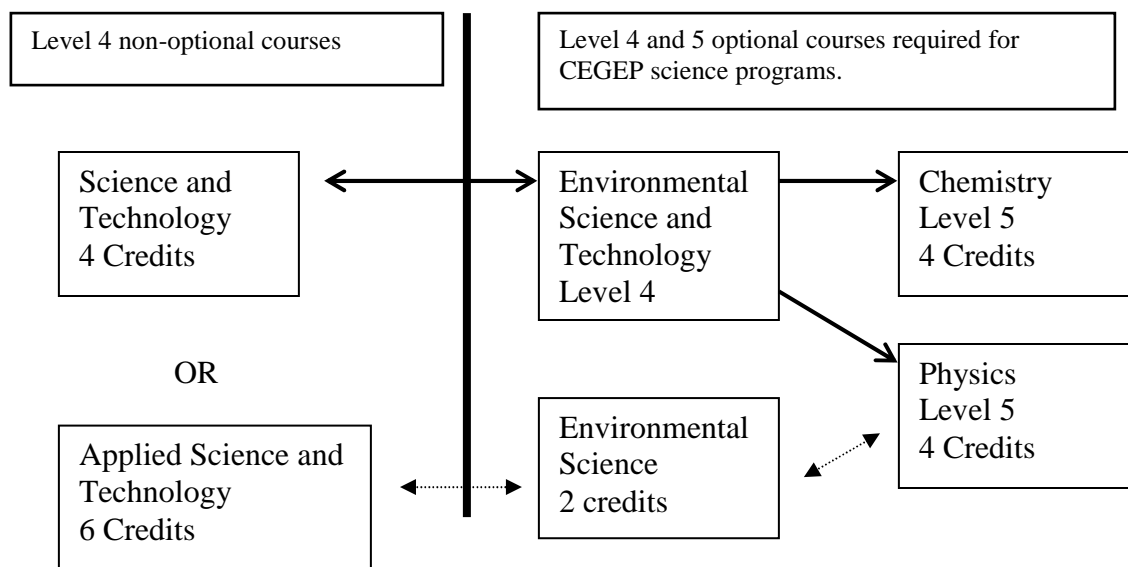 Level 4 non-optional courses
Level 4 and 5 optional courses required for
CEGEP science programs.
Science and
Technology
4 Credits
Environmental
Science and
Technology
Level 4
Chemistry
Level 5
4 Credits
OR
Physics
Level 5
4 Credits
Applied Science and
Technology
6 Credits
Environmental
Science
2 credits